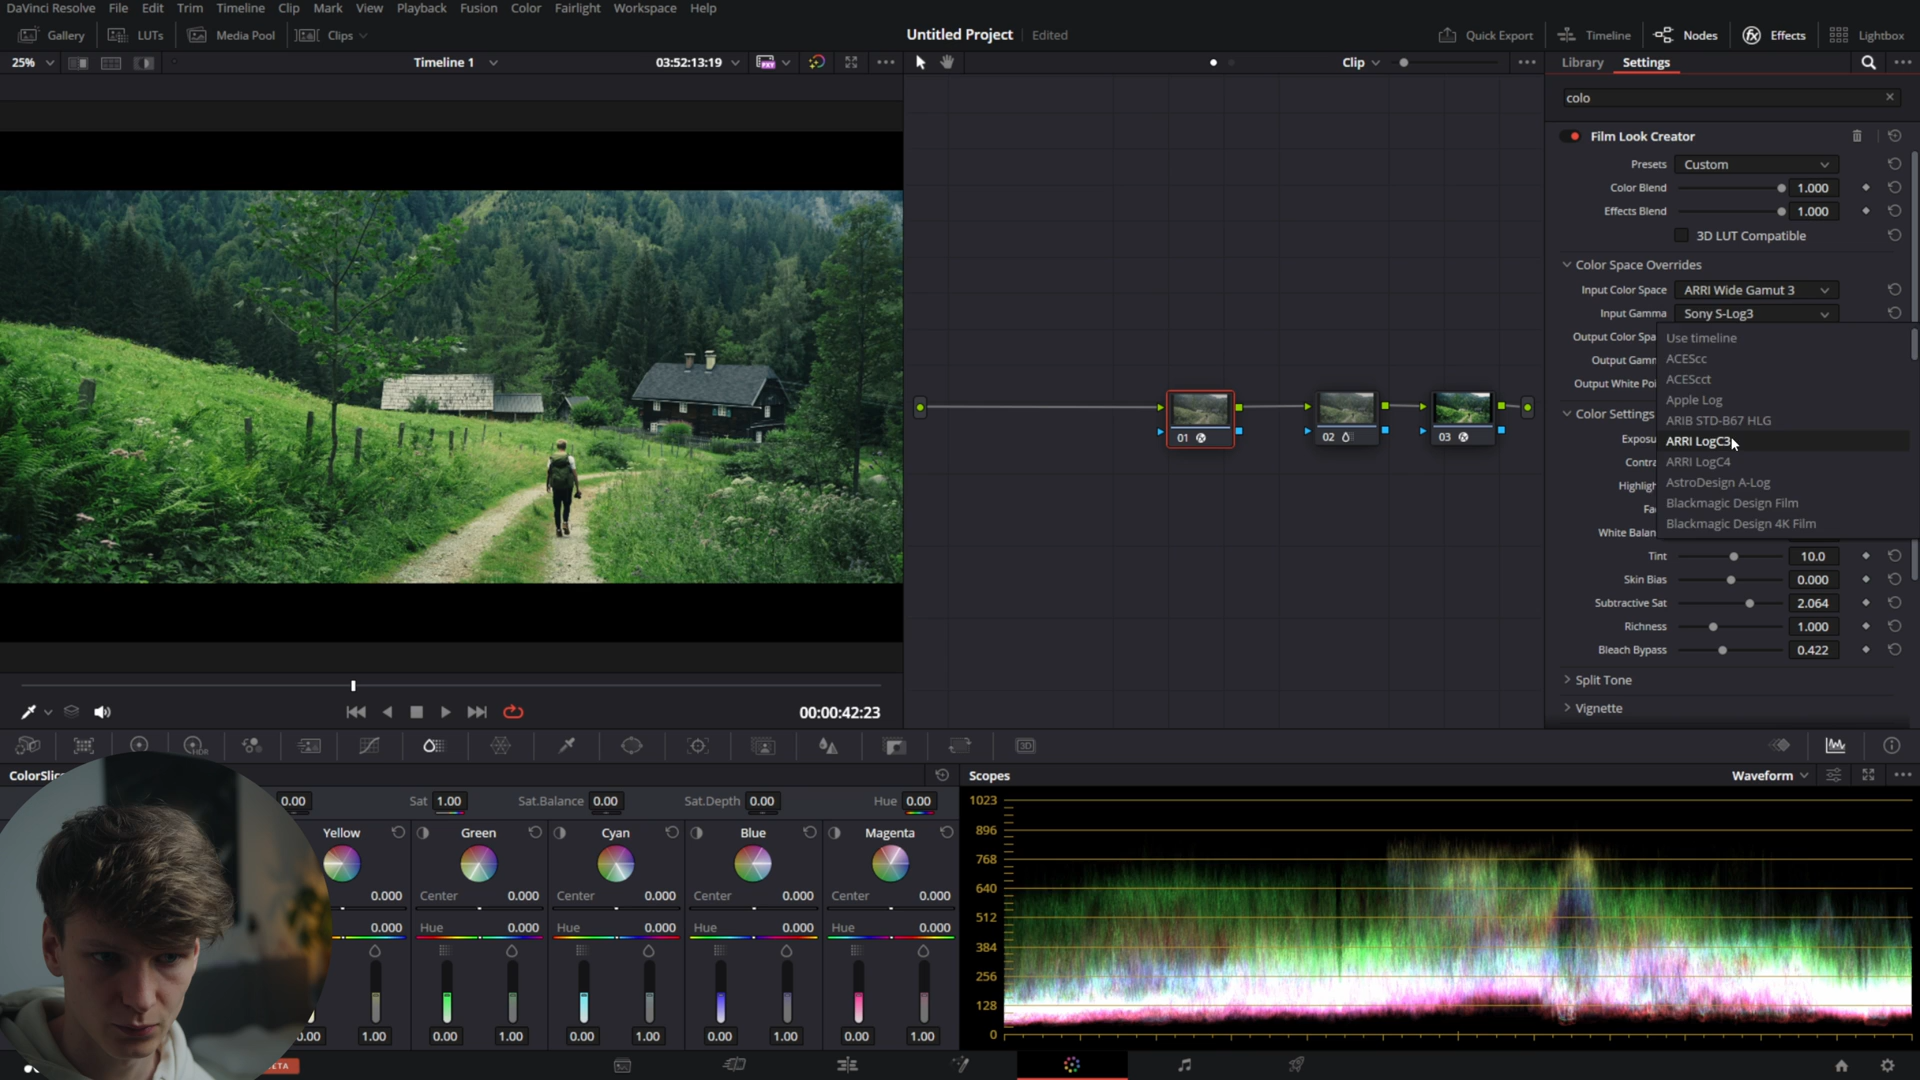 DaVinci Resolve File Edit Trim Timeline Clip Mark View Playback Fusion Color Fairlight Workspace Help
Gallery LUTs Media Pool Clips Untitled Project Edited Quick Export Timeline Nodes Effects Lightbox
25% Timeline 1 03:52:13:19 Clip Library Settings
colo
Film Look Creator
Presets Custom
Color Blend 1.000
Effects Blend 1.000
3D LUT Compatible
Color Space Overrides
Input Color Space ARRI Wide Gamut 3
Input Gamma Sony S-Log3
Output Color Spa
Output Gamm
Output White Poi
Use timeline
ACEScc
ACEScct
Apple Log
ARIB STD-B67 HLG
ARRI LogC3
ARRI LogC4
AstroDesign A-Log
Blackmagic Design Film
Blackmagic Design 4K Film
Color Settings
Exposu
Contra
Highligh
Fa
White Balan
Tint 10.0
Skin Bias 0.000
Subtractive Sat 2.064
Richness 1.000
Bleach Bypass 0.422
Split Tone
Vignette
01
02
03
00:00:42:23
HDR
3D
ColorSlic
0.00 Sat 1.00 Sat.Balance 0.00 Sat.Depth 0.00 Hue 0.00
Yellow Green Cyan Blue Magenta
0.000 Center 0.000 Center 0.000 Center 0.000 Center 0.000
0.000 Hue 0.000 Hue 0.000 Hue 0.000 Hue 0.000
0.00 1.00 0.00 1.00 0.00 1.00 0.00 1.00 0.00 1.00
Scopes Waveform
1023
896
768
640
512
384
256
128
0
ETA